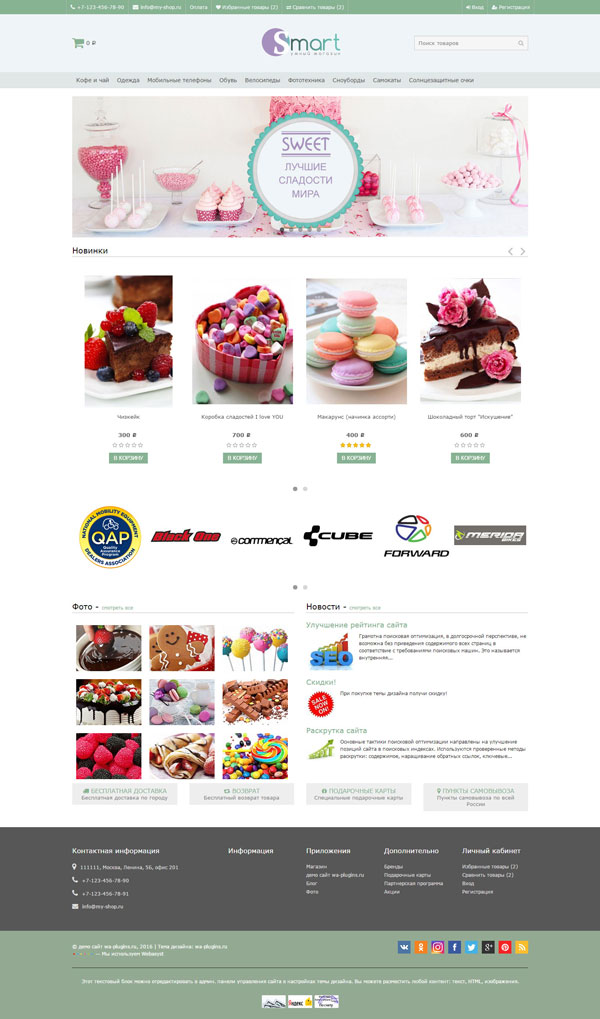 +7-123-456-78-90 info@my-shop.ru Оплата Избранные товары (2) Сравнить товары (2) Вход Регистрация
0 ₽
Smart
умный магазин
Поиск товаров
Кофе и чай Одежда Мобильные телефоны Обувь Велосипеды Фототехника Сноуборды Самокаты Солнцезащитные очки
SWEET
ЛУЧШИЕ
СЛАДОСТИ
МИРА
Новинки
Чизкейк Коробка сладостей I love YOU Макарунс (начинка ассорти) Шоколадный торт "Искушение"
300 ₽ 700 ₽ 400 ₽ 600 ₽
В КОРЗИНУ В КОРЗИНУ В КОРЗИНУ В КОРЗИНУ
NATIONAL MOBILITY EQUIPMENT
QAP
Quality
Assurance
Program
DEALERS ASSOCIATION
Black One
commencal
CUBE
FORWARD
MERIDA
BIKES
Фото - смотреть все
Новости - смотреть все
Улучшение рейтинга сайта
SEO
Грамотна поисковая оптимизация, в долгосрочной перспективе, не
возможна без приведения содержимого всех страниц в
соответствие с требованиями поисковых машин. Это называется
внутренняя...
Скидки!
SALE
NOW
ON!
При покупке темы дизайна получи скидку!
Раскрутка сайта
Основные тактики поисковой оптимизации направлены на улучшение
позиций сайта в поисковых индексах. Используются проверенные методы
раскрутки: содержимое, наращивание обратных ссылок, ключевые...
БЕСПЛАТНАЯ ДОСТАВКА
Бесплатная доставка по городу
ВОЗВРАТ
Бесплатный возврат товара
ПОДАРОЧНЫЕ КАРТЫ
Специальные подарочные карты
ПУНКТЫ САМОВЫВОЗА
Пункты самовывоза по всей
России
Контактная информация
111111, Москва, Ленина, 5Б, офис 201
+7-123-456-78-90
+7-123-456-78-91
info@my-shop.ru
Информация
Приложения
Магазин
демо сайт wa-plugins.ru
Блог
Фото
Дополнительно
Бренды
Подарочные карты
Партнерская программа
Акции
Личный кабинет
Избранные товары (2)
Сравнить товары (2)
Вход
Регистрация
© демо сайт wa-plugins.ru, 2016 | Тема дизайна: wa-plugins.ru
— Мы используем Webasyst
Этот текстовый блок можно отредактировать в админ. панели управления сайта в настройках темы дизайна. Вы можете разместить любой контент: текст, HTML, изображение.
Яндекс